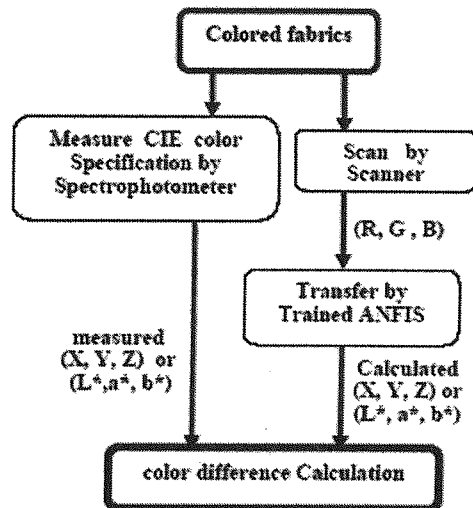 Colored fabrics
Measure CIE color
Specification by
Spectrophotometer
Scan by
Scanner
(R, G , B)
Transfer by
Trained ANFIS
measured
(X, Y, Z) or
(L*,a*, b*)
Calculated
(X, Y, Z) or
(L*, a*, b*)
color difference Calculation